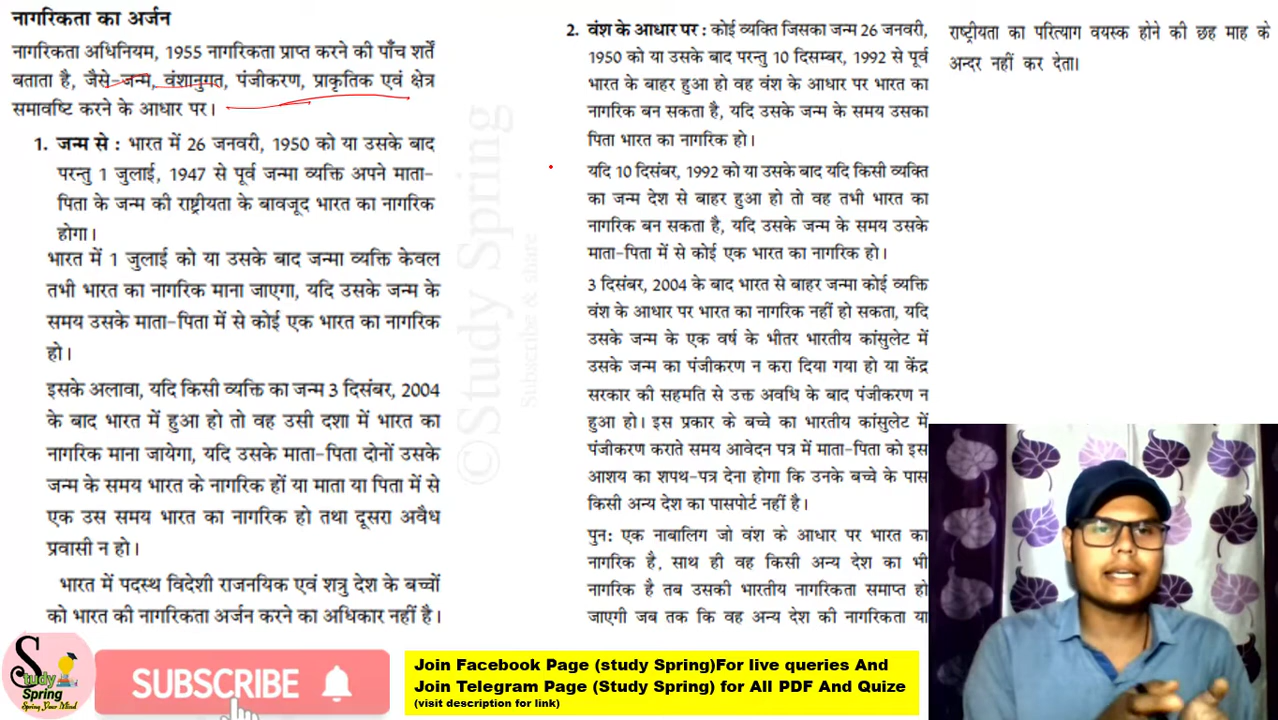 नागरिकता का अर्जन
नागरिकता अधिनियम, 1955 नागरिकता प्राप्त करने की पाँच शर्तें
बताता है, जैसे-जन्म, वंशानुगत, पंजीकरण, प्राकृतिक एवं क्षेत्र
समावष्टि करने के आधार पर।
1. जन्म से : भारत में 26 जनवरी, 1950 को या उसके बाद
परन्तु 1 जुलाई, 1947 से पूर्व जन्मा व्यक्ति अपने माता-
पिता के जन्म की राष्ट्रीयता के बावजूद भारत का नागरिक
होगा।
भारत में 1 जुलाई को या उसके बाद जन्मा व्यक्ति केवल
तभी भारत का नागरिक माना जाएगा, यदि उसके जन्म के
समय उसके माता-पिता में से कोई एक भारत का नागरिक
हो।
इसके अलावा, यदि किसी व्यक्ति का जन्म 3 दिसंबर, 2004
के बाद भारत में हुआ हो तो वह उसी दशा में भारत का
नागरिक माना जायेगा, यदि उसके माता-पिता दोनों उसके
जन्म के समय भारत के नागरिक हों या माता या पिता में से
एक उस समय भारत का नागरिक हो तथा दूसरा अवैध
प्रवासी न हो।
भारत में पदस्थ विदेशी राजनयिक एवं शत्रु देश के बच्चों
को भारत की नागरिकता अर्जन करने का अधिकार नहीं है।
2. वंश के आधार पर : कोई व्यक्ति जिसका जन्म 26 जनवरी,
1950 को या उसके बाद परन्तु 10 दिसम्बर, 1992 से पूर्व
भारत के बाहर हुआ हो वह वंश के आधार पर भारत का
नागरिक बन सकता है, यदि उसके जन्म के समय उसका
पिता भारत का नागरिक हो।
यदि 10 दिसंबर, 1992 को या उसके बाद यदि किसी व्यक्ति
का जन्म देश से बाहर हुआ हो तो वह तभी भारत का
नागरिक बन सकता है, यदि उसके जन्म के समय उसके
माता-पिता में से कोई एक भारत का नागरिक हो।
3 दिसंबर, 2004 के बाद भारत से बाहर जन्मा कोई व्यक्ति
वंश के आधार पर भारत का नागरिक नहीं हो सकता, यदि
उसके जन्म के एक वर्ष के भीतर भारतीय कांसुलेट में
उसके जन्म का पंजीकरण न करा दिया गया हो या केंद्र
सरकार की सहमति से उक्त अवधि के बाद पंजीकरण न
हुआ हो। इस प्रकार के बच्चे का भारतीय कांसुलेट में
पंजीकरण कराते समय आवेदन पत्र में माता-पिता को इस
आशय का शपथ-पत्र देना होगा कि उनके बच्चे के पास
किसी अन्य देश का पासपोर्ट नहीं है।
पुन: एक नाबालिग जो वंश के आधार पर भारत का
नागरिक है, साथ ही वह किसी अन्य देश का भी
नागरिक है तब उसकी भारतीय नागरिकता समाप्त हो
जाएगी जब तक कि वह अन्य देश की नागरिकता या
राष्ट्रीयता का परित्याग वयस्क होने की छह माह के
अन्दर नहीं कर देता।
©Study Spring
Subscribe & share
Study
Spring
Spring Your Mind
SUBSCRIBE
Join Facebook Page (study Spring)For live queries And
Join Telegram Page (Study Spring) for All PDF And Quize
(visit description for link)